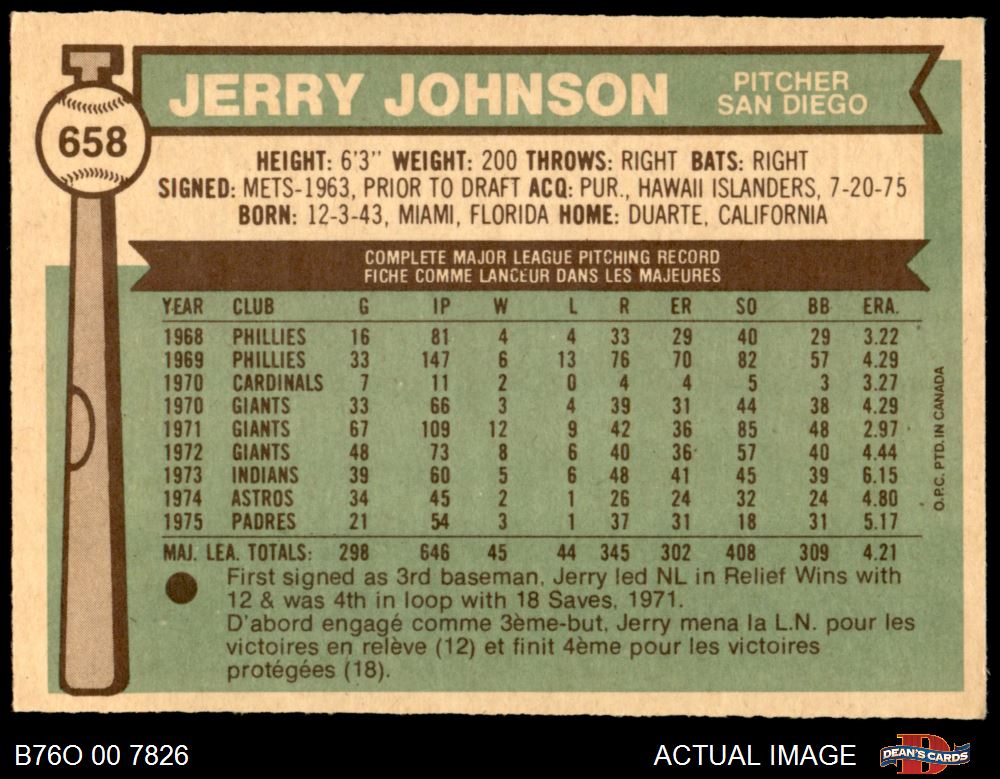 JERRY JOHNSON
PITCHER
SAN DIEGO
658
HEIGHT: 6'3" WEIGHT: 200 THROWS: RIGHT BATS: RIGHT
SIGNED: METS-1963, PRIOR TO DRAFT ACQ: PUR., HAWAII ISLANDERS, 7-20-75
BORN: 12-3-43, MIAMI, FLORIDA HOME: DUARTE, CALIFORNIA
COMPLETE MAJOR LEAGUE PITCHING RECORD
FICHE COMME LANCEUR DANS LES MAJEURES
YEAR CLUB G IP W L R ER SO BB ERA.
1968 PHILLIES 16 81 4 4 33 29 40 29 3.22
1969 PHILLIES 33 147 6 13 76 70 82 57 4.29
1970 CARDINALS 7 11 2 0 4 4 5 3 3.27
1970 GIANTS 33 66 3 4 39 31 44 38 4.29
1971 GIANTS 67 109 12 9 42 36 85 48 2.97
1972 GIANTS 48 73 8 6 40 36 57 40 4.44
1973 INDIANS 39 60 5 6 48 41 45 39 6.15
1974 ASTROS 34 45 2 1 26 24 32 24 4.80
1975 PADRES 21 54 3 1 37 31 18 31 5.17
MAJ. LEA. TOTALS: 298 646 45 44 345 302 408 309 4.21
First signed as 3rd baseman, Jerry led NL in Relief Wins with
12 & was 4th in loop with 18 Saves, 1971.
D'abord engagé comme 3ème-but, Jerry mena la L.N. pour les
victoires en relève (12) et finit 4ème pour les victoires
protégées (18).
O.P.C. PTD. IN CANADA
B76O 00 7826
ACTUAL IMAGE
DEAN'S CARDS